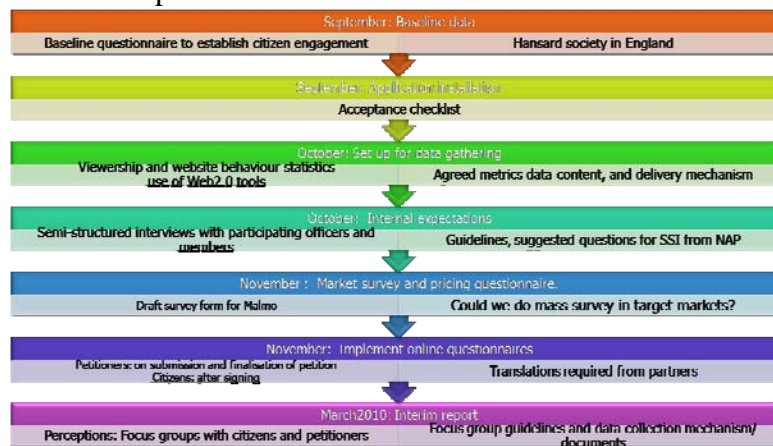 September: Baseline data
Baseline questionnaire to establish citizen engagement
Hansard society in England
September: Application installation
Acceptance checklist
October: Set up for data gathering
Viewership and website behaviour statistics
use of Web2.0 tools
Agreed metrics data content, and delivery mechanism
October: Internal expectations
Semi-structured interviews with participating officers and
members
Guidelines, suggested questions for SSI from NAP
November : Market survey and pricing questionnaire.
Draft survey form for Malmo
Could we do mass survey in target markets?
November: Implement online questionnaires
Petitioners: on submission and finalisation of petition
Citizens: after signing
Translations required from partners
March2010: Interim report
Perceptions: Focus groups with citizens and petitioners
Focus group guidelines and data collection mechanism/
documents